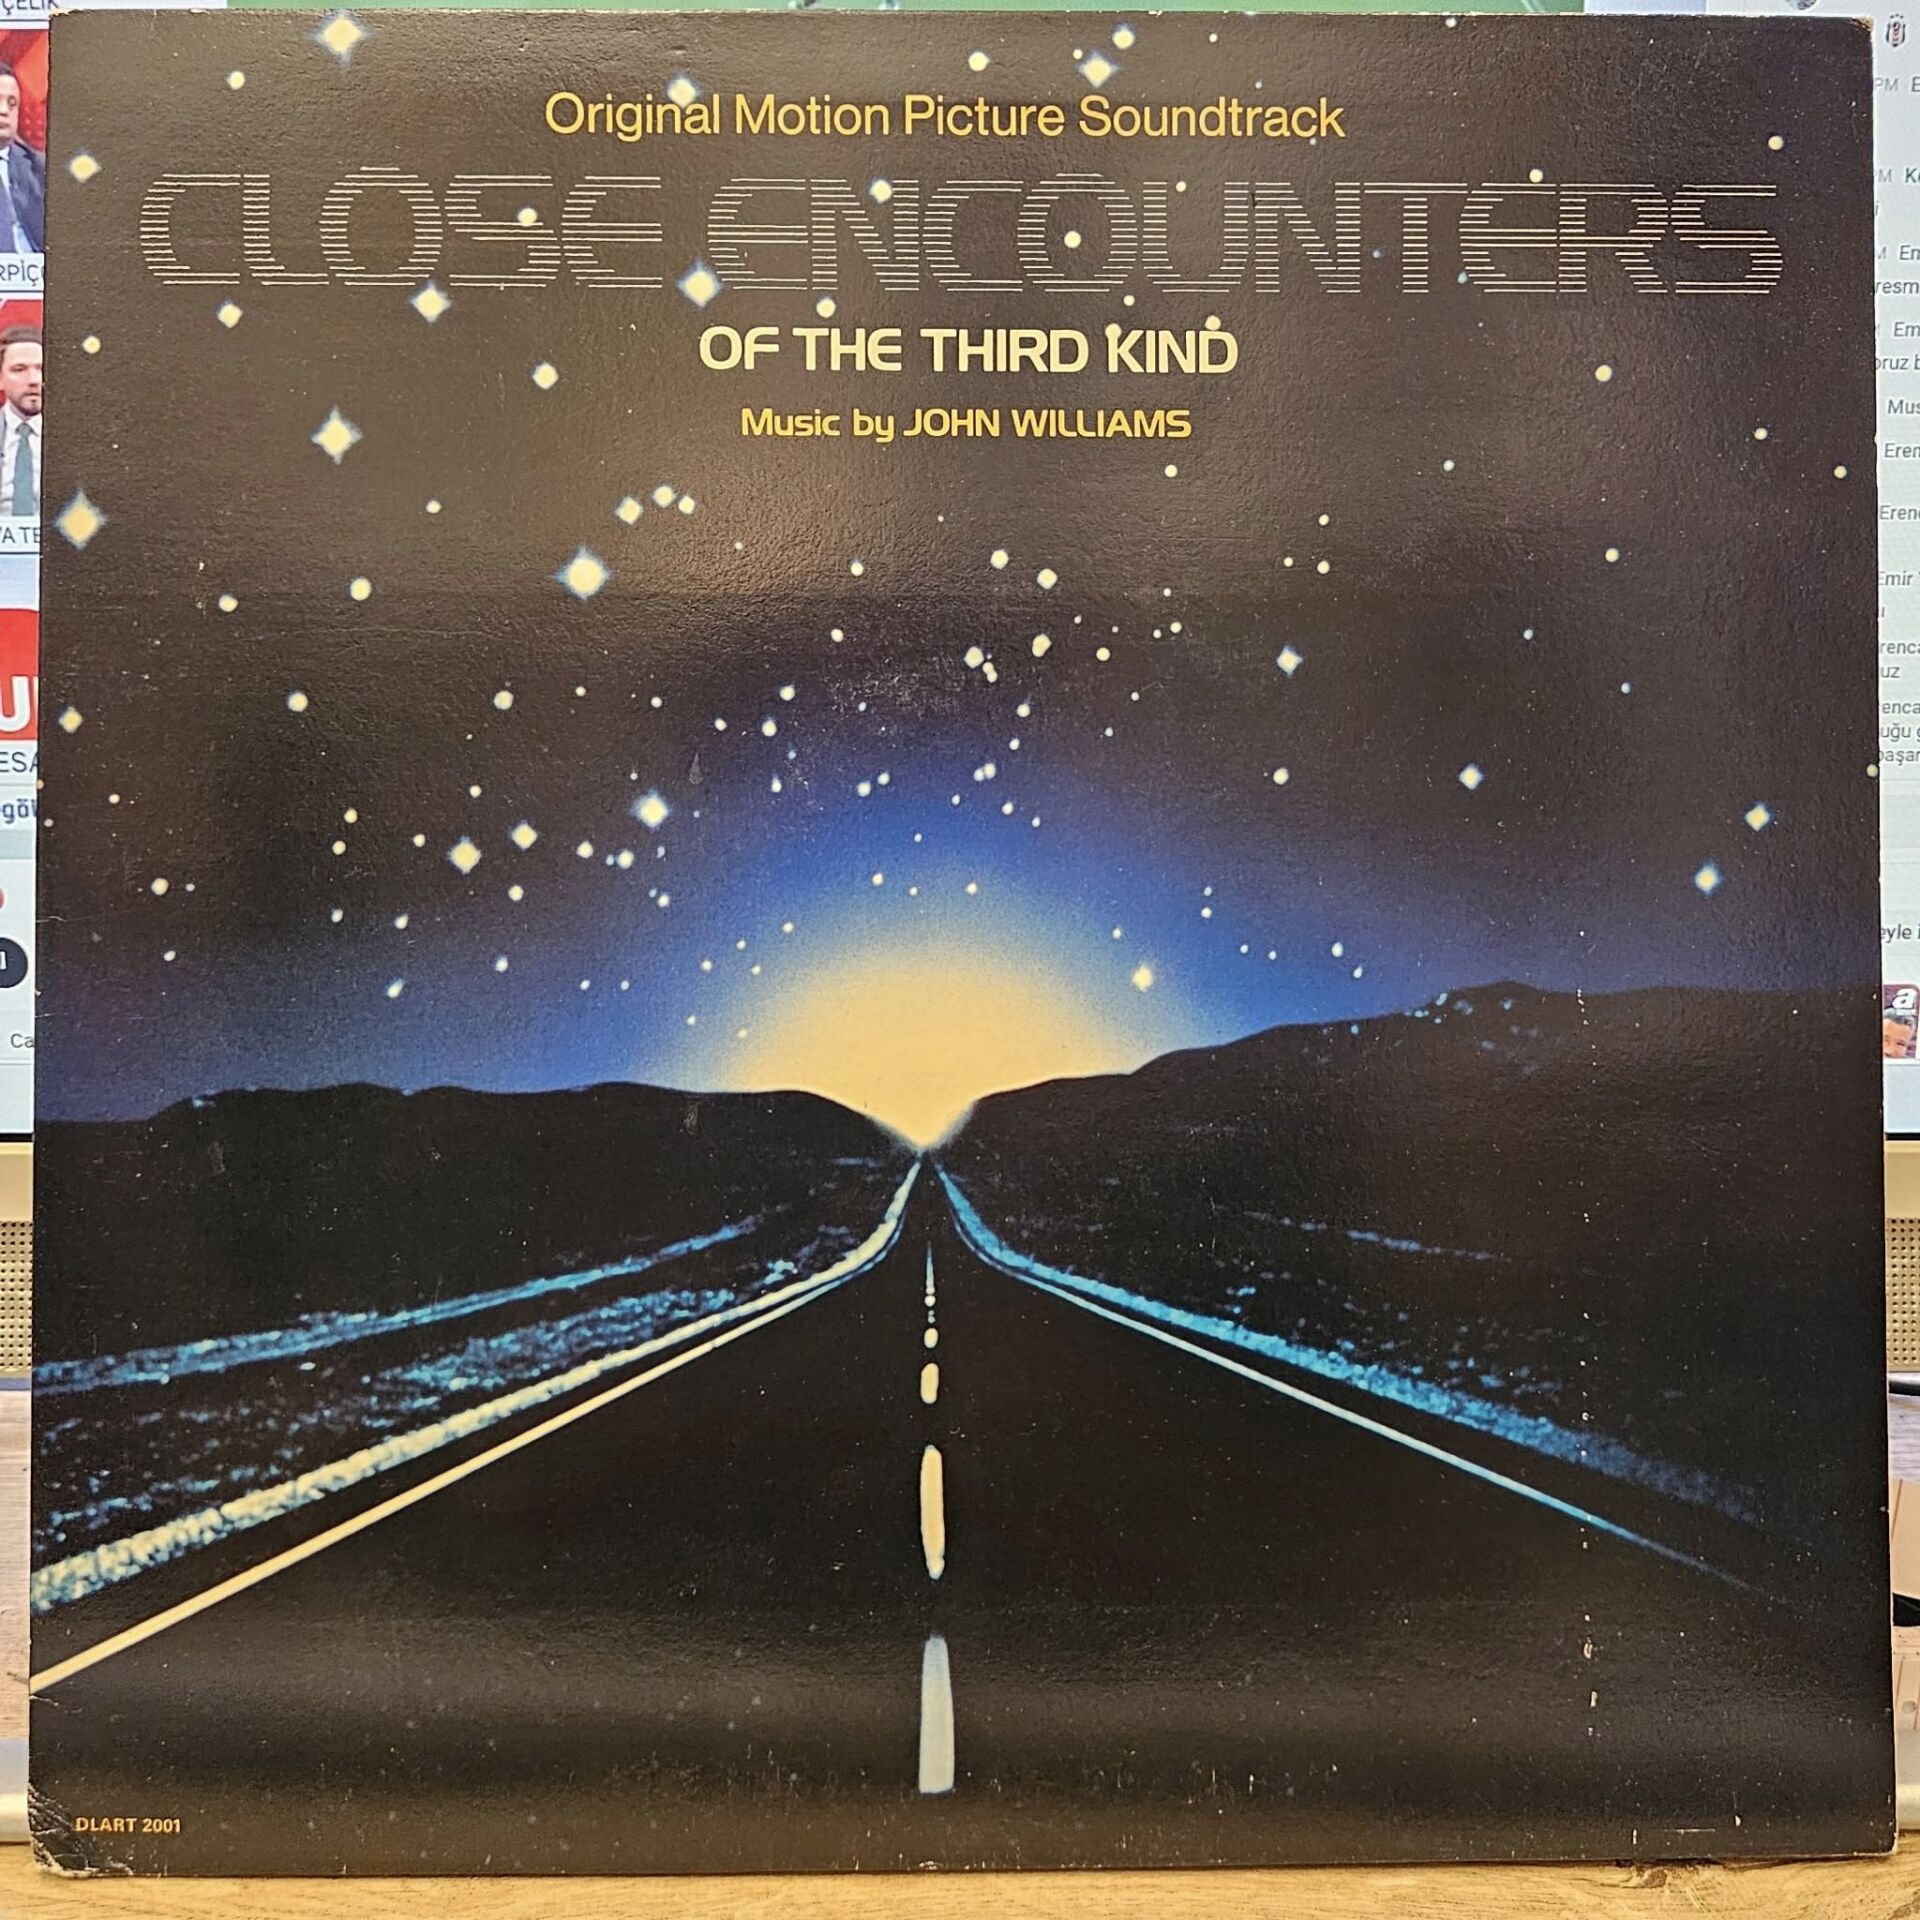 Original Motion Picture Soundtrack
CLOSE ENCOUNTERS
OF THE THIRD KIND
Music by JOHN WILLIAMS
DLART 2001